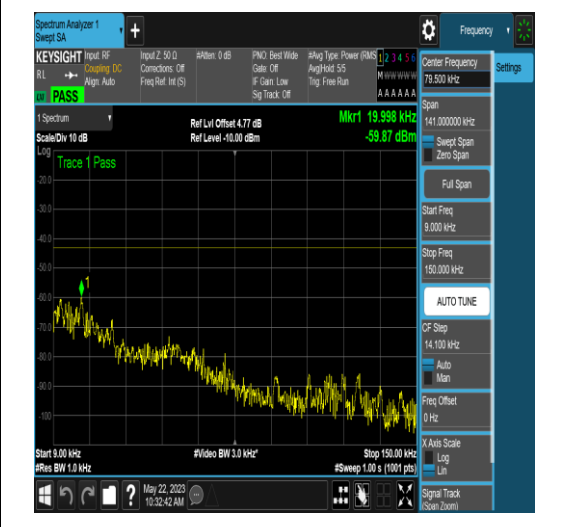 Spectrum Analyzer 1
Swept SA
+
Frequency
KEYSIGHT
RL
Input: RF
Coupling: DC
Align: Auto
Input Z: 50 Ω
Corrections: Off
Freq Ref: Int (S)
#Atten: 0 dB
PNO: Best Wide
Gate: Off
IF Gain: Low
Sig Track: Off
#Avg Type: Power (RMS
Avg|Hold: 5/5
Trig: Free Run
1 2 3 4 5 6
M W W W W W
A A A A A A
PASS
1 Spectrum
Scale/Div 10 dB
Ref Lvl Offset 4.77 dB
Ref Level -10.00 dBm
Mkr1 19.998 kHz
-59.87 dBm
Log
Trace 1 Pass
-20.0
-30.0
-40.0
-50.0
-60.0
-70.0
-80.0
-90.0
-100
1
Start 9.00 kHz
#Res BW 1.0 kHz
#Video BW 3.0 kHz*
Stop 150.00 kHz
#Sweep 1.00 s (1001 pts)
?
May 22, 2023
10:32:42 AM
Center Frequency
79.500 kHz
Settings
Span
141.000000 kHz
Swept Span
Zero Span
Full Span
Start Freq
9.000 kHz
Stop Freq
150.000 kHz
AUTO TUNE
CF Step
14.100 kHz
Auto
Man
Freq Offset
0 Hz
X Axis Scale
Log
Lin
Signal Track
(Span Zoom)